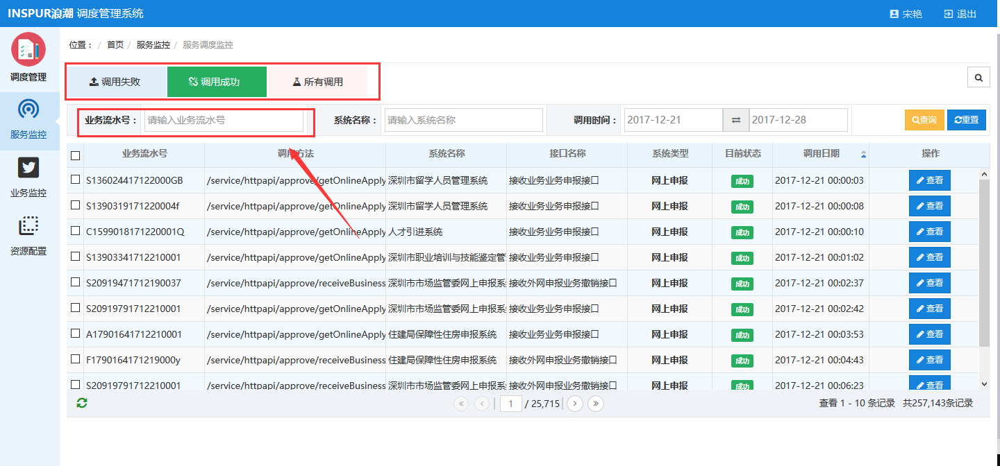 INSPUR浪潮 调度管理系统 宋艳 退出
调度管理
服务监控
业务监控
资源配置
位置： / 首页 / 服务监控 / 服务调度监控
调用失败 调用成功 所有调用
业务流水号： 请输入业务流水号 系统名称： 请输入系统名称 调用时间： 2017-12-21 2017-12-28 查询 重置
业务流水号 调用方法 系统名称 接口名称 系统类型 目前状态 调用日期 操作
S136024417122000GB /service/httpapi/approve/getOnlineApply 深圳市留学人员管理系统 接收业务业务申报接口 网上申报 成功 2017-12-21 00:00:03 查看
S1390319171220004f /service/httpapi/approve/getOnlineApply 深圳市留学人员管理系统 接收业务业务申报接口 网上申报 成功 2017-12-21 00:00:08 查看
C1599018171220001Q /service/httpapi/approve/getOnlineApply 人才引进系统 接收业务业务申报接口 网上申报 成功 2017-12-21 00:00:10 查看
S13903341712210001 /service/httpapi/approve/getOnlineApply 深圳市职业培训与技能鉴定管 接收业务业务申报接口 网上申报 成功 2017-12-21 00:01:02 查看
S20919471712190037 /service/httpapi/approve/receiveBusiness 深圳市市场监管委网上申报系 接收外网申报业务撤销接口 网上申报 成功 2017-12-21 00:02:37 查看
S20919791712210001 /service/httpapi/approve/getOnlineApply 深圳市市场监管委网上申报系 接收业务业务申报接口 网上申报 成功 2017-12-21 00:02:42 查看
A17901641712210001 /service/httpapi/approve/getOnlineApply 住建局保障性住房申报系统 接收业务业务申报接口 网上申报 成功 2017-12-21 00:03:53 查看
F1790164171219000y /service/httpapi/approve/receiveBusiness 住建局保障性住房申报系统 接收外网申报业务撤销接口 网上申报 成功 2017-12-21 00:04:43 查看
S20919791712210001 /service/httpapi/approve/receiveBusiness 深圳市市场监管委网上申报系 接收外网申报业务撤销接口 网上申报 成功 2017-12-21 00:06:23 查看
1 / 25,715 查看 1 - 10 条记录 共257,143条记录